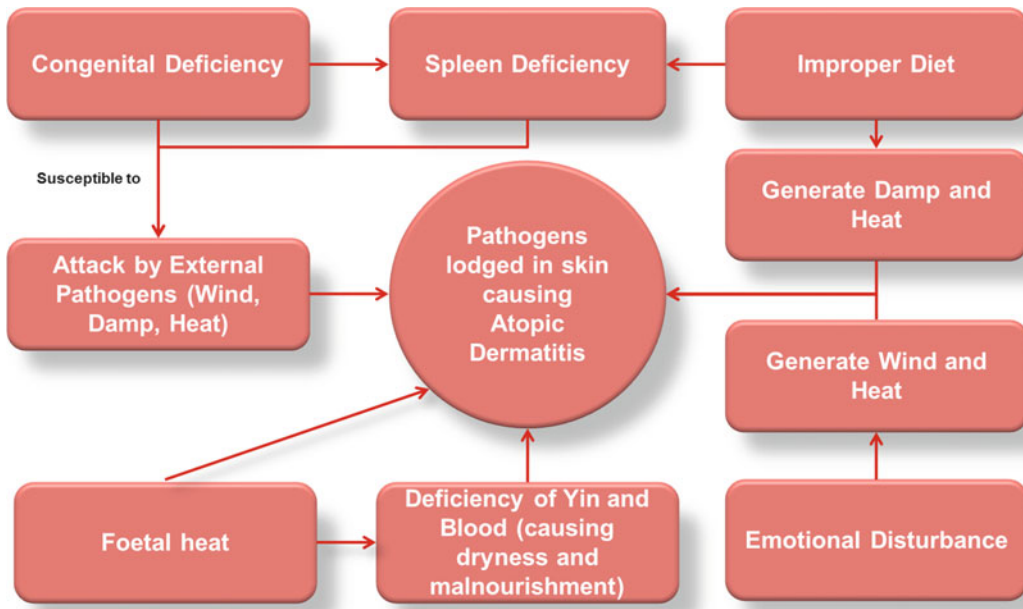 Congenital Deficiency
Spleen Deficiency
Improper Diet
Susceptible to
Generate Damp and
Heat
Attack by External
Pathogens (Wind,
Damp, Heat)
Pathogens
lodged in skin
causing
Atopic
Dermatitis
Generate Wind and
Heat
Foetal heat
Deficiency of Yin and
Blood (causing
dryness and
malnourishment)
Emotional Disturbance